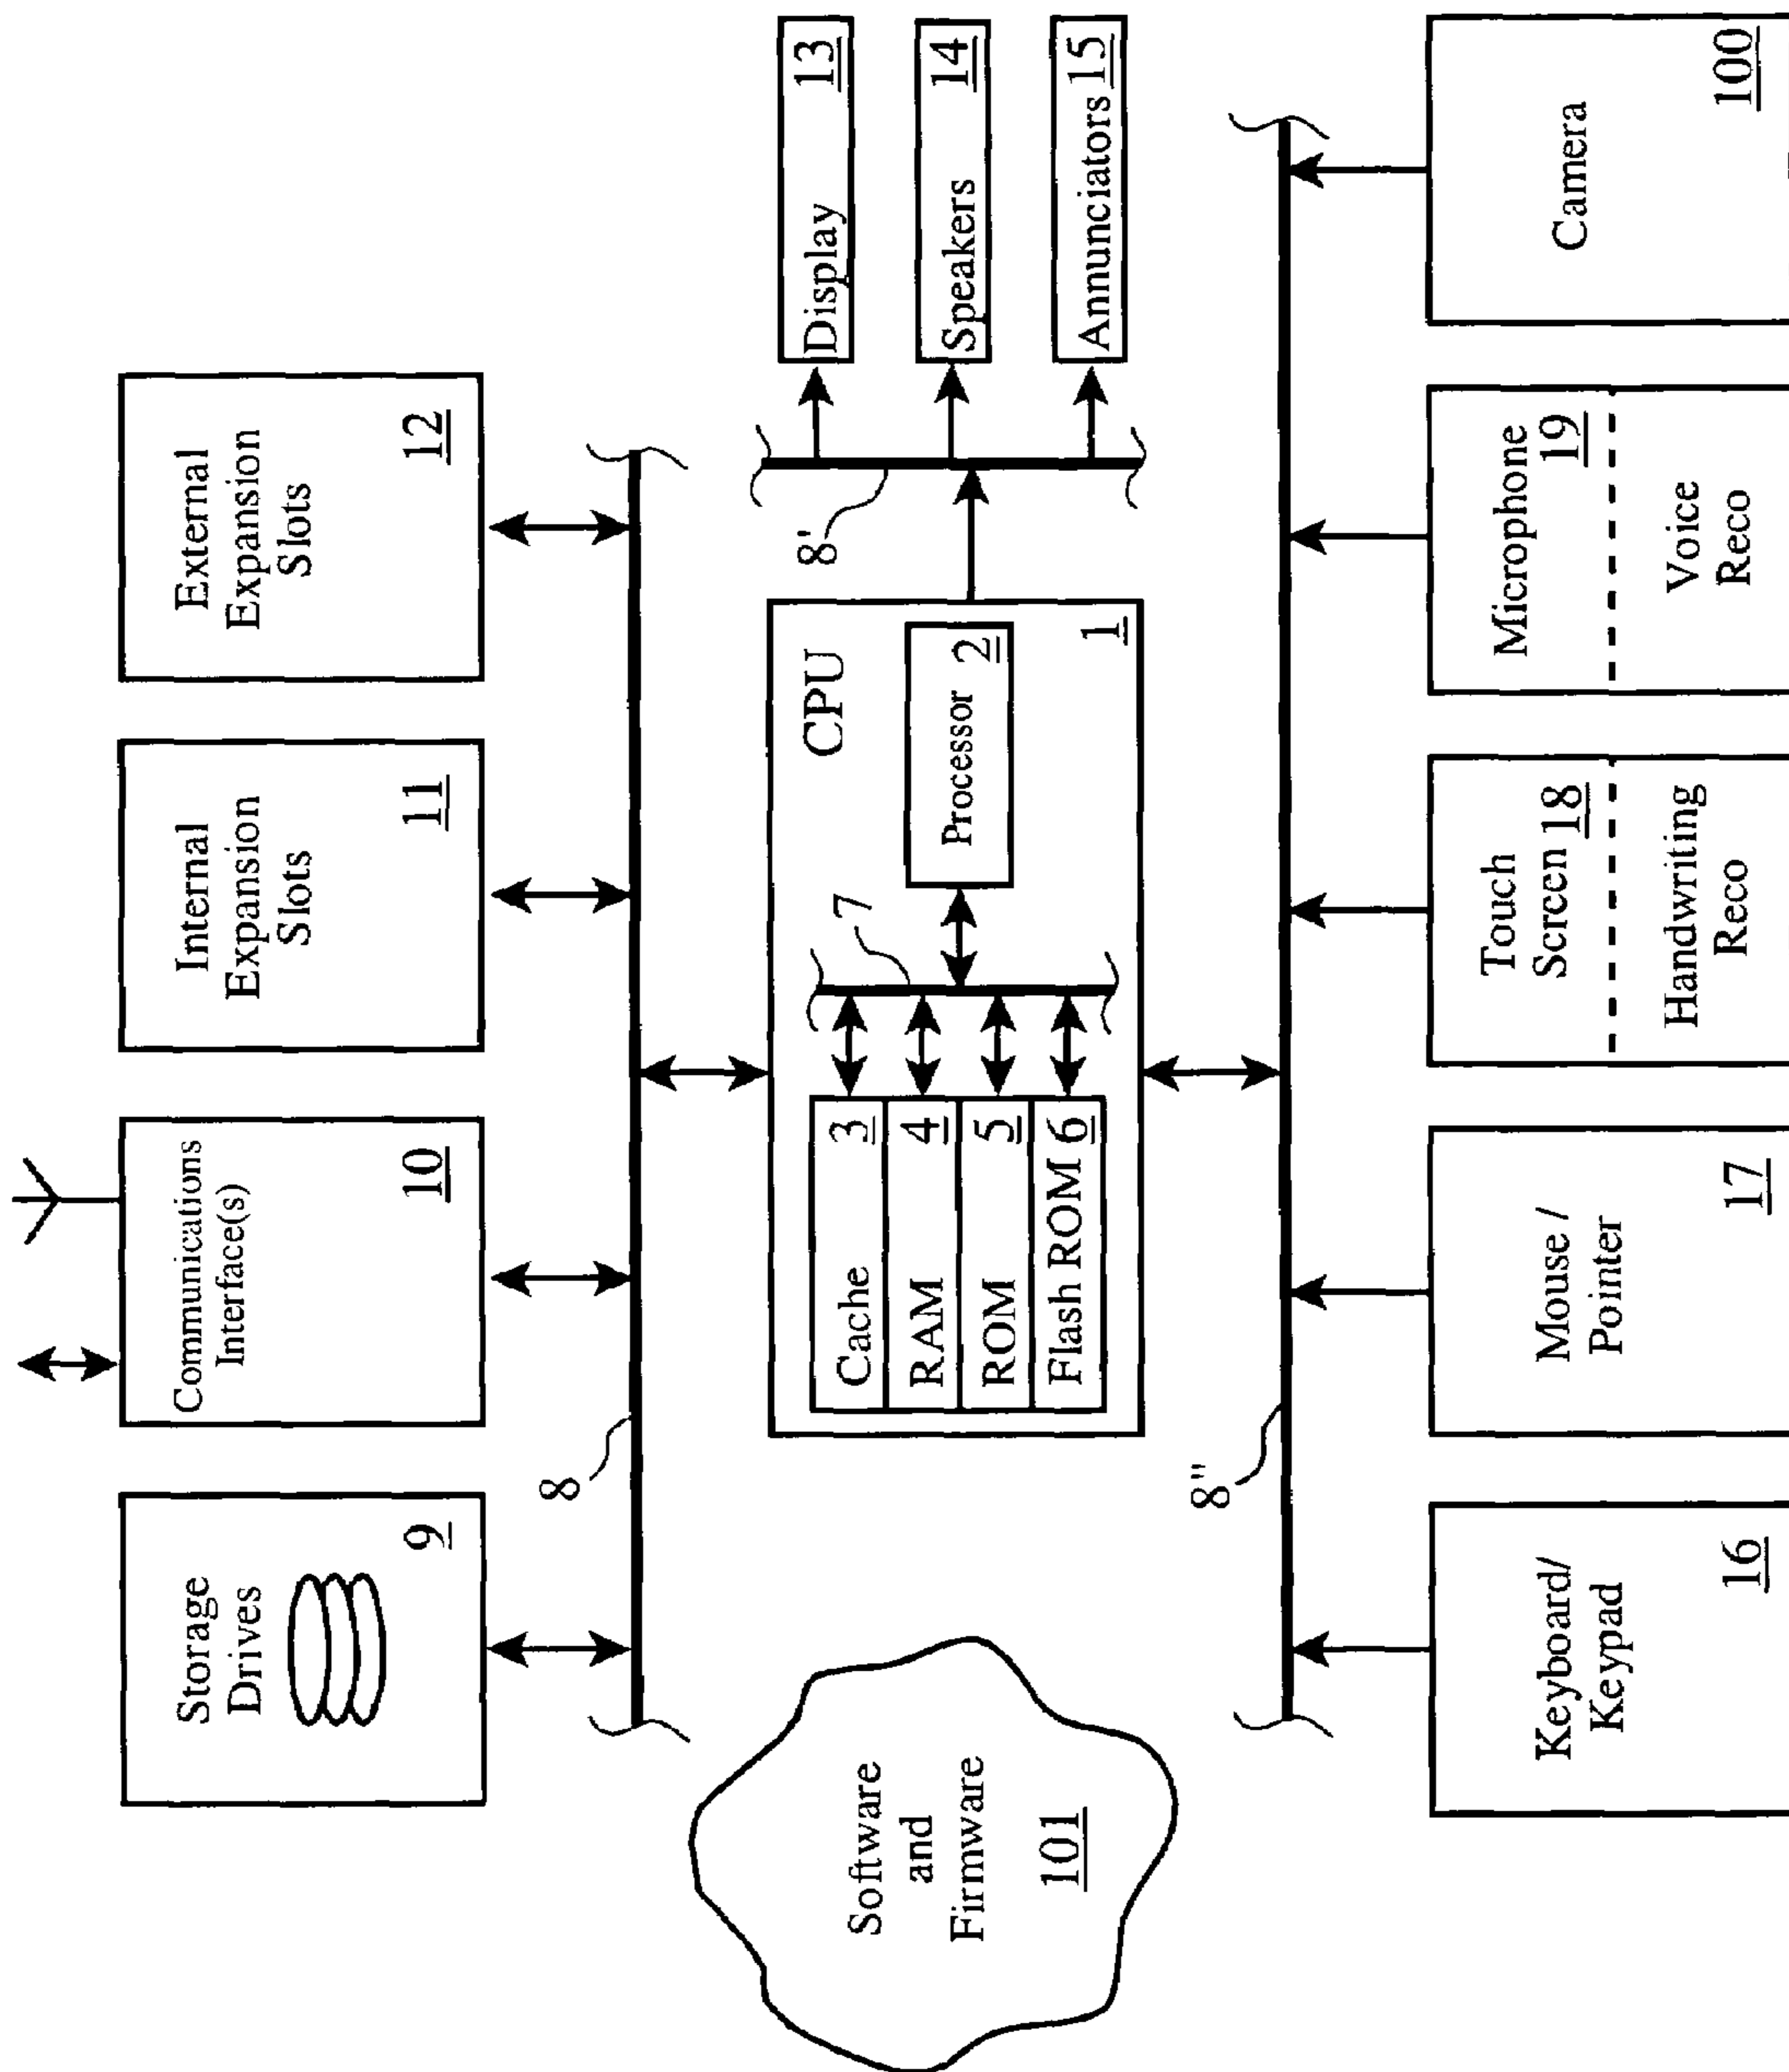 Storage
Drives
9
Communications
Interface(s)
10
Internal
Expansion
Slots
11
External
Expansion
Slots
12
8
CPU
1
Processor 2
7
Cache 3
RAM 4
ROM 5
Flash ROM 6
8'
Display 13
Speakers 14
Annunciators 15
Software
and
Firmware
101
8"
Keyboard/
Keypad
16
Mouse /
Pointer
17
Touch
Screen 18
Handwriting
Reco
Microphone
19
Voice
Reco
Camera
100